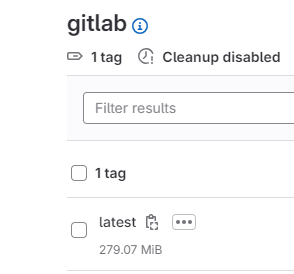 gitlab
1 tag Cleanup disabled
Filter results
1 tag
latest
279.07 MiB